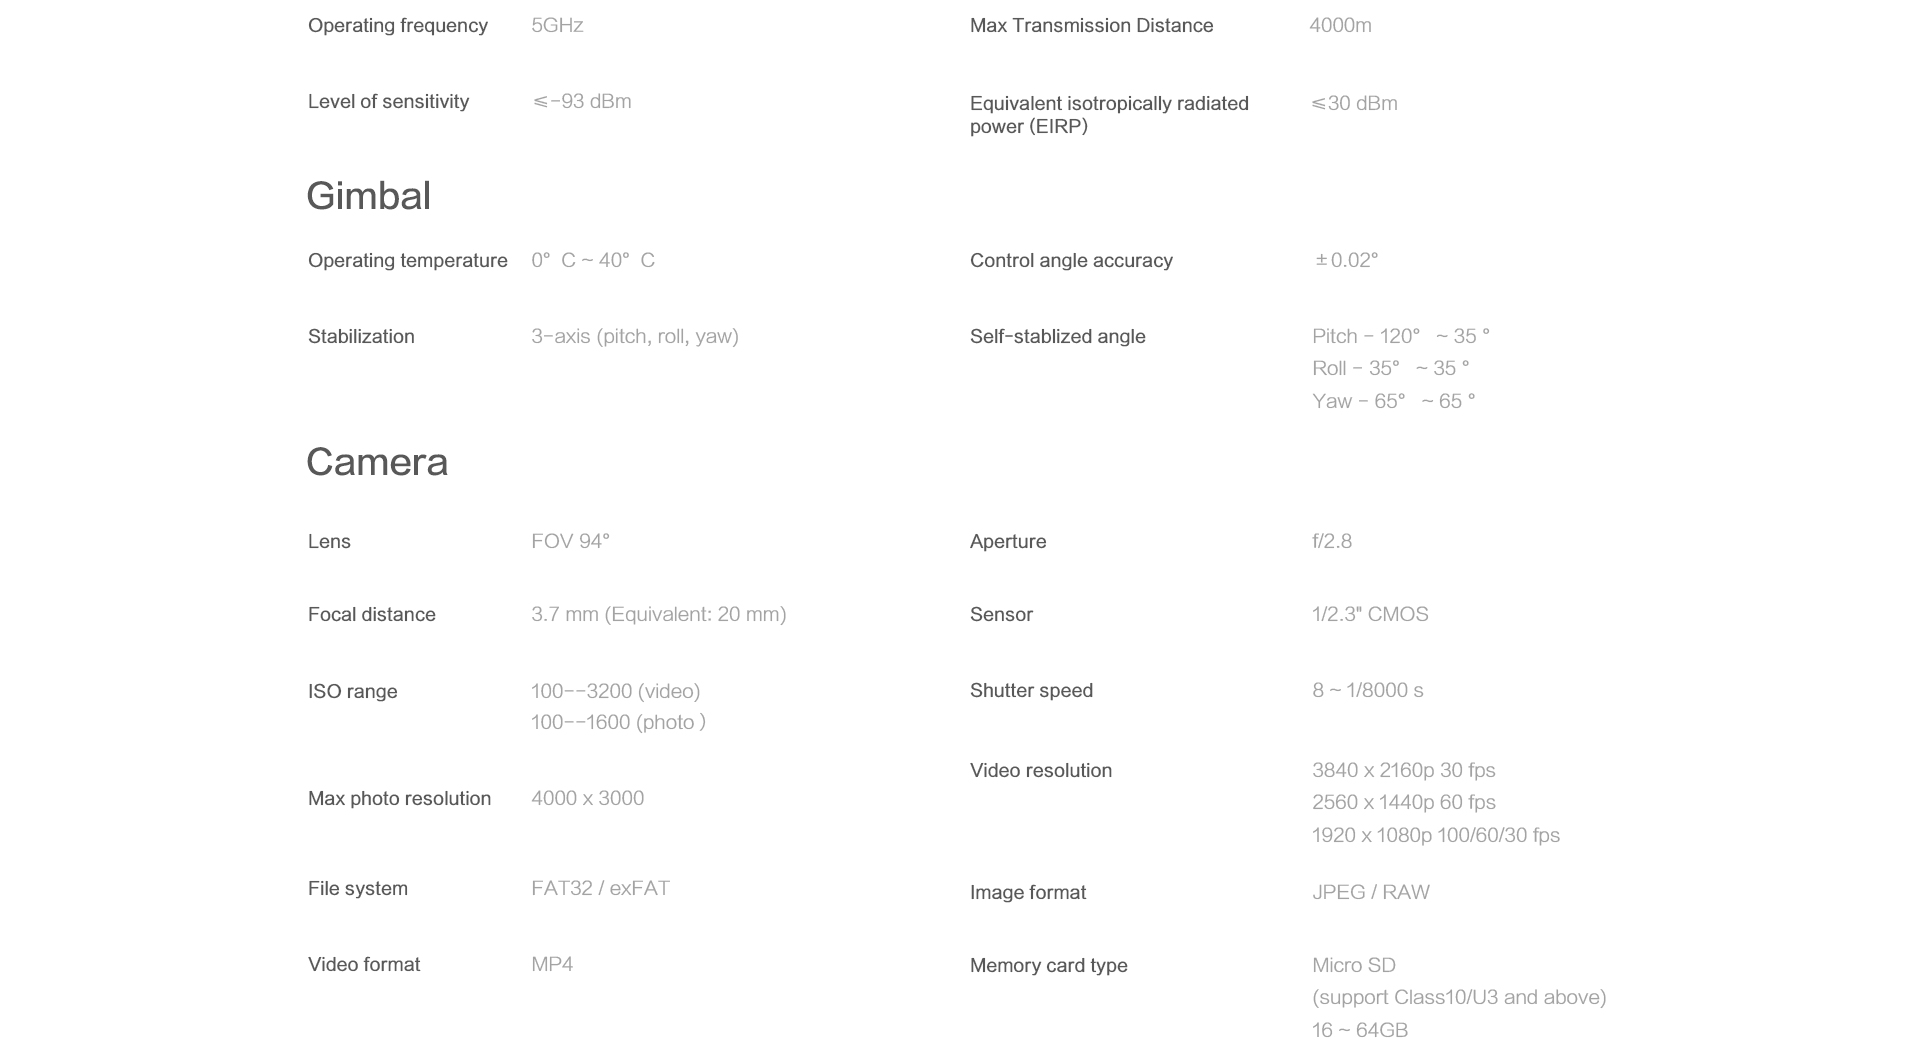 Operating frequency 5GHz Max Transmission Distance 4000m
Level of sensitivity ≤-93 dBm Equivalent isotropically radiated ≤30 dBm
power (EIRP)
Gimbal
Operating temperature 0° C ~ 40° C Control angle accuracy ±0.02°
Stabilization 3-axis (pitch, roll, yaw) Self-stablized angle Pitch - 120° ~ 35 °
Roll - 35° ~ 35 °
Yaw - 65° ~ 65 °
Camera
Lens FOV 94° Aperture f/2.8
Focal distance 3.7 mm (Equivalent: 20 mm) Sensor 1/2.3" CMOS
ISO range 100--3200 (video) Shutter speed 8 ~ 1/8000 s
100--1600 (photo )
Video resolution 3840 x 2160p 30 fps
Max photo resolution 4000 x 3000 2560 x 1440p 60 fps
1920 x 1080p 100/60/30 fps
File system FAT32 / exFAT Image format JPEG / RAW
Video format MP4 Memory card type Micro SD
(support Class10/U3 and above)
16 ~ 64GB